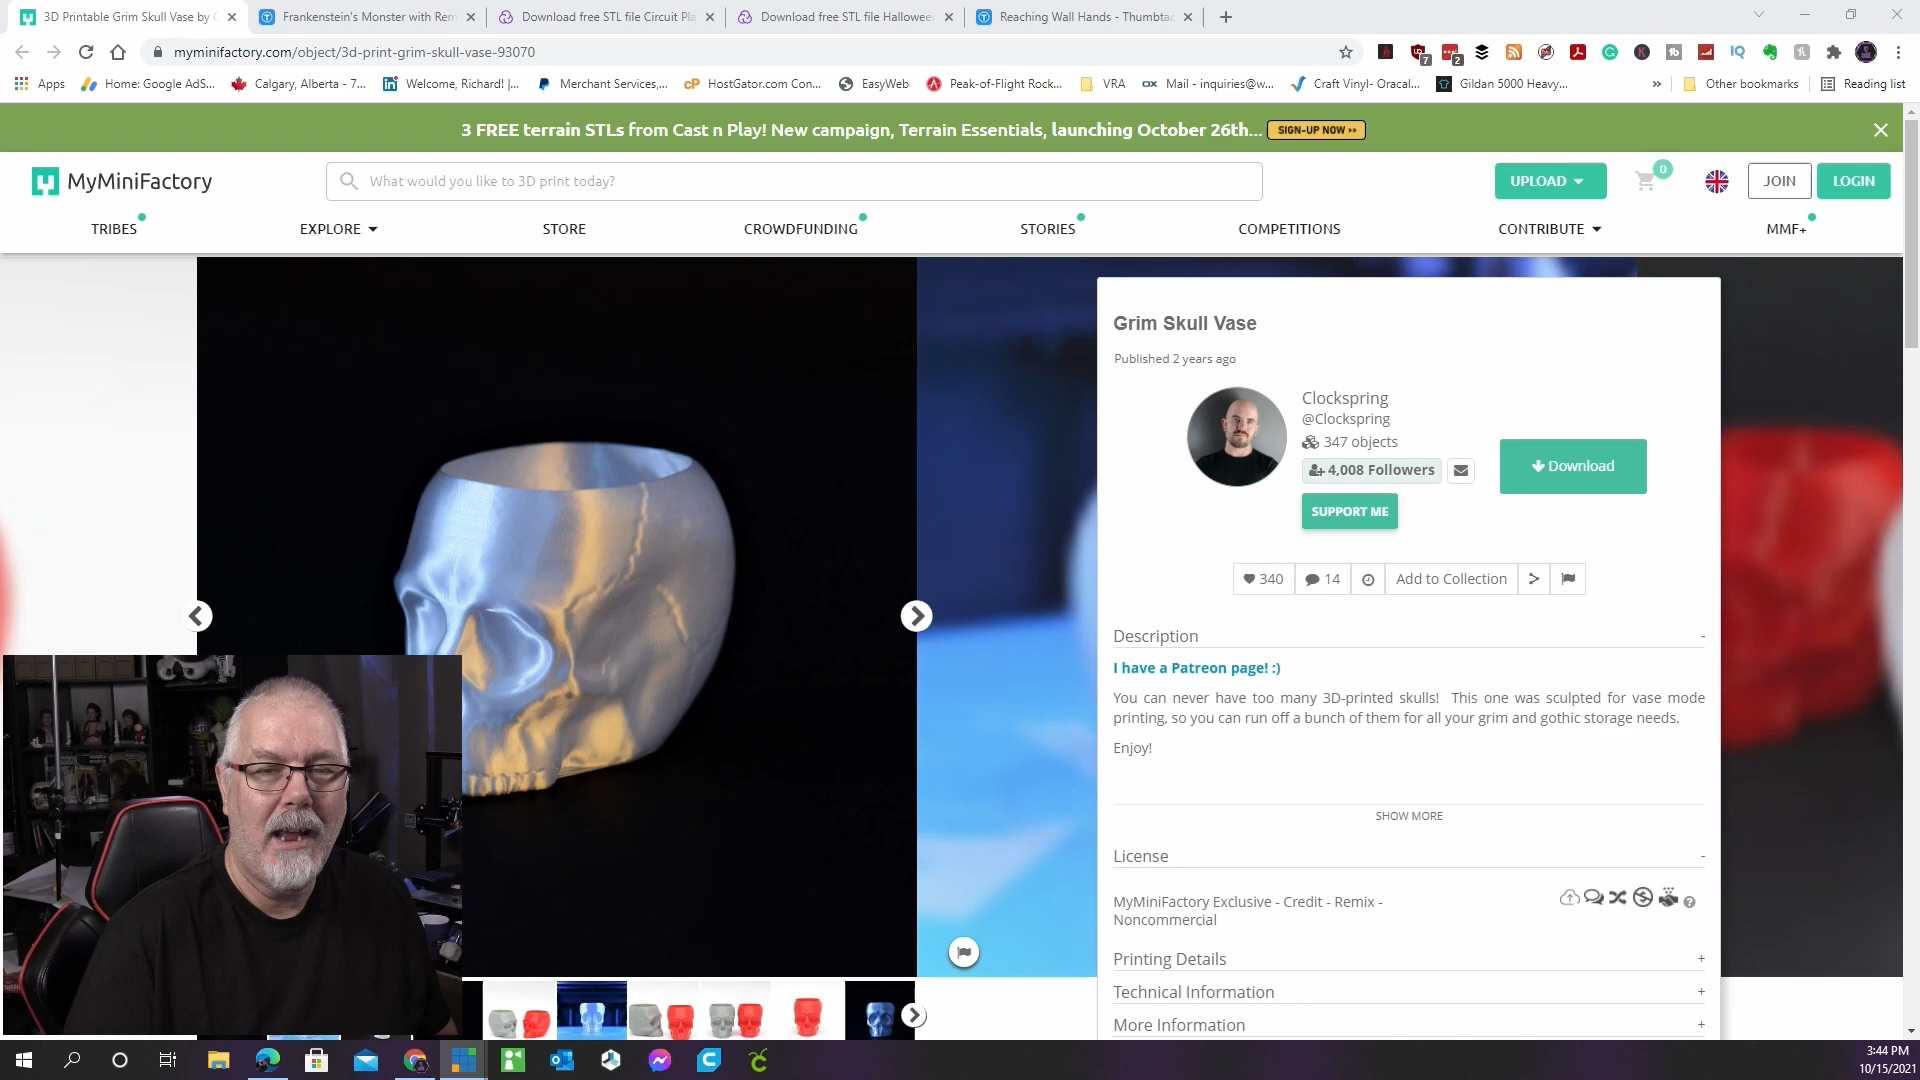 3D Printable Grim Skull Vase by C
Frankenstein's Monster with Rem
Download free STL file Circuit Pla
Download free STL file Halloween
Reaching Wall Hands - Thumbtac
myminifactory.com/object/3d-print-grim-skull-vase-93070
7
2
Apps
Home: Google AdS...
Calgary, Alberta - 7...
Welcome, Richard! |...
Merchant Services,...
HostGator.com Con...
EasyWeb
Peak-of-Flight Rock...
VRA
Mail - inquiries@w...
Craft Vinyl- Oracal...
Gildan 5000 Heavy...
Other bookmarks
Reading list
3 FREE terrain STLs from Cast n Play! New campaign, Terrain Essentials, launching October 26th... SIGN-UP NOW
MyMiniFactory
What would you like to 3D print today?
UPLOAD
0
JOIN
LOGIN
TRIBES
EXPLORE
STORE
CROWDFUNDING
STORIES
COMPETITIONS
CONTRIBUTE
MMF+
Grim Skull Vase
Published 2 years ago
Clockspring
@Clockspring
347 objects
4,008 Followers
Download
SUPPORT ME
340
14
Add to Collection
Description -
I have a Patreon page! :)
You can never have too many 3D-printed skulls! This one was sculpted for vase mode
printing, so you can run off a bunch of them for all your grim and gothic storage needs.
Enjoy!
SHOW MORE
License -
MyMiniFactory Exclusive - Credit - Remix -
Noncommercial
Printing Details +
Technical Information +
More Information +
3:44 PM
10/15/2021